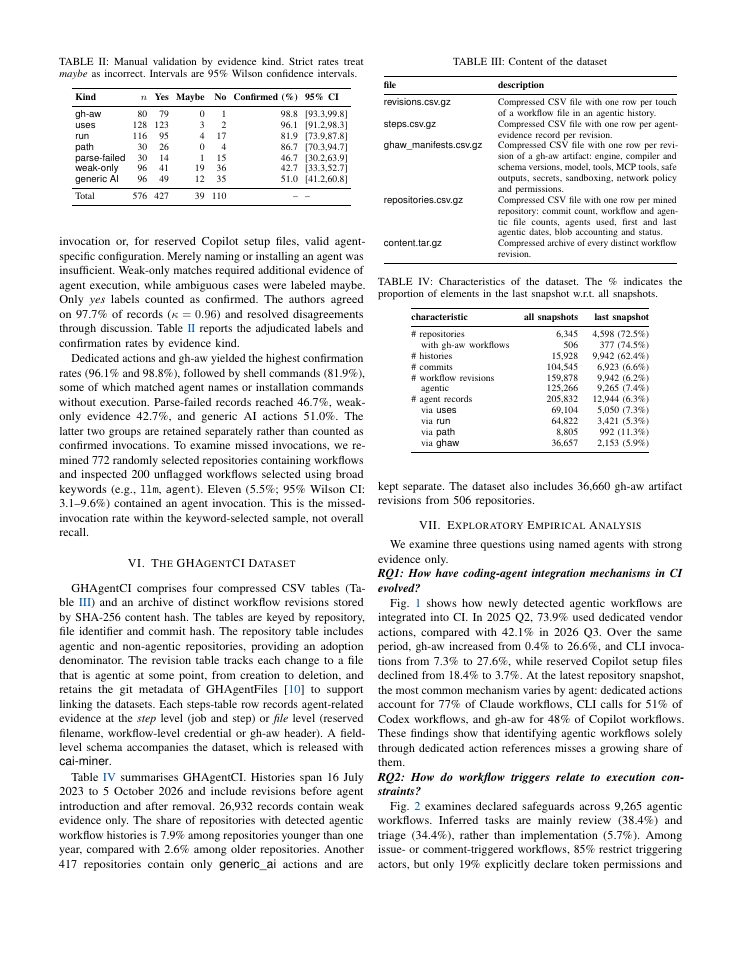 TABLE II: Manual validation by evidence kind. Strict rates treat
maybe as incorrect. Intervals are 95% Wilson confidence intervals.
Kind n Yes Maybe No Confirmed (%) 95% CI
gh-aw 80 79 0 1 98.8 [93.3,99.8]
uses 128 123 3 2 96.1 [91.2,98.3]
run 116 95 4 17 81.9 [73.9,87.8]
path 30 26 0 4 86.7 [70.3,94.7]
parse-failed 30 14 1 15 46.7 [30.2,63.9]
weak-only 96 41 19 36 42.7 [33.3,52.7]
generic AI 96 49 12 35 51.0 [41.2,60.8]
Total 576 427 39 110 – –
invocation or, for reserved Copilot setup files, valid agent-
specific configuration. Merely naming or installing an agent was
insufficient. Weak-only matches required additional evidence of
agent execution, while ambiguous cases were labeled maybe.
Only yes labels counted as confirmed. The authors agreed
on 97.7% of records (κ = 0.96) and resolved disagreements
through discussion. Table II reports the adjudicated labels and
confirmation rates by evidence kind.
Dedicated actions and gh-aw yielded the highest confirmation
rates (96.1% and 98.8%), followed by shell commands (81.9%),
some of which matched agent names or installation commands
without execution. Parse-failed records reached 46.7%, weak-
only evidence 42.7%, and generic AI actions 51.0%. The
latter two groups are retained separately rather than counted as
confirmed invocations. To examine missed invocations, we re-
mined 772 randomly selected repositories containing workflows
and inspected 200 unflagged workflows selected using broad
keywords (e.g., llm, agent). Eleven (5.5%; 95% Wilson CI:
3.1–9.6%) contained an agent invocation. This is the missed-
invocation rate within the keyword-selected sample, not overall
recall.
VI. THE GHAGENTCI DATASET
GHAgentCI comprises four compressed CSV tables (Ta-
ble III) and an archive of distinct workflow revisions stored
by SHA-256 content hash. The tables are keyed by repository,
file identifier and commit hash. The repository table includes
agentic and non-agentic repositories, providing an adoption
denominator. The revision table tracks each change to a file
that is agentic at some point, from creation to deletion, and
retains the git metadata of GHAgentFiles [10] to support
linking the datasets. Each steps-table row records agent-related
evidence at the step level (job and step) or file level (reserved
filename, workflow-level credential or gh-aw header). A field-
level schema accompanies the dataset, which is released with
cai-miner.
Table IV summarises GHAgentCI. Histories span 16 July
2023 to 5 October 2026 and include revisions before agent
introduction and after removal. 26,932 records contain weak
evidence only. The share of repositories with detected agentic
workflow histories is 7.9% among repositories younger than one
year, compared with 2.6% among older repositories. Another
417 repositories contain only generic_ai actions and are
TABLE III: Content of the dataset
file description
revisions.csv.gz Compressed CSV file with one row per touch
of a workflow file in an agentic history.
steps.csv.gz Compressed CSV file with one row per agent-
evidence record per revision.
ghaw_manifests.csv.gz Compressed CSV file with one row per revi-
sion of a gh-aw artifact: engine, compiler and
schema versions, model, tools, MCP tools, safe
outputs, secrets, sandboxing, network policy
and permissions.
repositories.csv.gz Compressed CSV file with one row per mined
repository: commit count, workflow and agen-
tic file counts, agents used, first and last
agentic dates, blob accounting and status.
content.tar.gz Compressed archive of every distinct workflow
revision.
TABLE IV: Characteristics of the dataset. The % indicates the
proportion of elements in the last snapshot w.r.t. all snapshots.
characteristic all snapshots last snapshot
# repositories 6,345 4,598 (72.5%)
with gh-aw workflows 506 377 (74.5%)
# histories 15,928 9,942 (62.4%)
# commits 104,545 6,923 (6.6%)
# workflow revisions 159,878 9,942 (6.2%)
agentic 125,266 9,265 (7.4%)
# agent records 205,832 12,944 (6.3%)
via uses 69,104 5,050 (7.3%)
via run 64,822 3,421 (5.3%)
via path 8,805 992 (11.3%)
via ghaw 36,657 2,153 (5.9%)
kept separate. The dataset also includes 36,660 gh-aw artifact
revisions from 506 repositories.
VII. EXPLORATORY EMPIRICAL ANALYSIS
We examine three questions using named agents with strong
evidence only.
RQ1: How have coding-agent integration mechanisms in CI
evolved?
Fig. 1 shows how newly detected agentic workflows are
integrated into CI. In 2025 Q2, 73.9% used dedicated vendor
actions, compared with 42.1% in 2026 Q3. Over the same
period, gh-aw increased from 0.4% to 26.6%, and CLI invoca-
tions from 7.3% to 27.6%, while reserved Copilot setup files
declined from 18.4% to 3.7%. At the latest repository snapshot,
the most common mechanism varies by agent: dedicated actions
account for 77% of Claude workflows, CLI calls for 51% of
Codex workflows, and gh-aw for 48% of Copilot workflows.
These findings show that identifying agentic workflows solely
through dedicated action references misses a growing share of
them.
RQ2: How do workflow triggers relate to execution con-
straints?
Fig. 2 examines declared safeguards across 9,265 agentic
workflows. Inferred tasks are mainly review (38.4%) and
triage (34.4%), rather than implementation (5.7%). Among
issue- or comment-triggered workflows, 85% restrict triggering
actors, but only 19% explicitly declare token permissions and